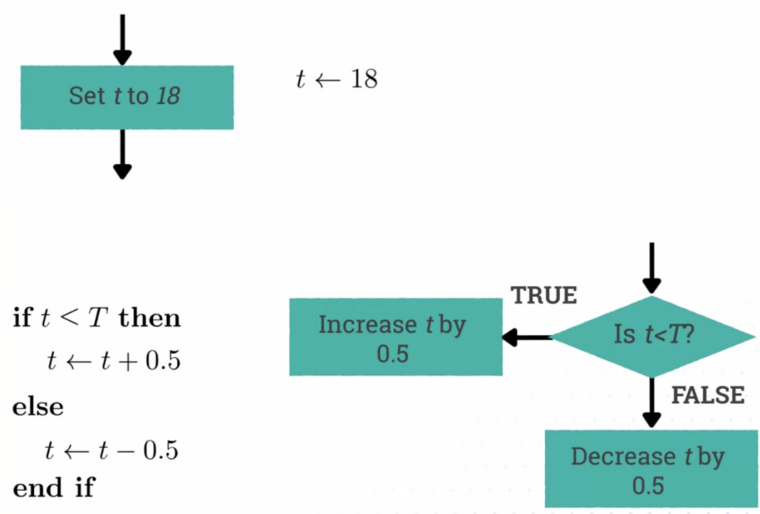 Set t to 18
t ← 18
if t < T then
t ← t + 0.5
else
t ← t − 0.5
end if
TRUE
Increase t by
0.5
Is t<T?
FALSE
Decrease t by
0.5